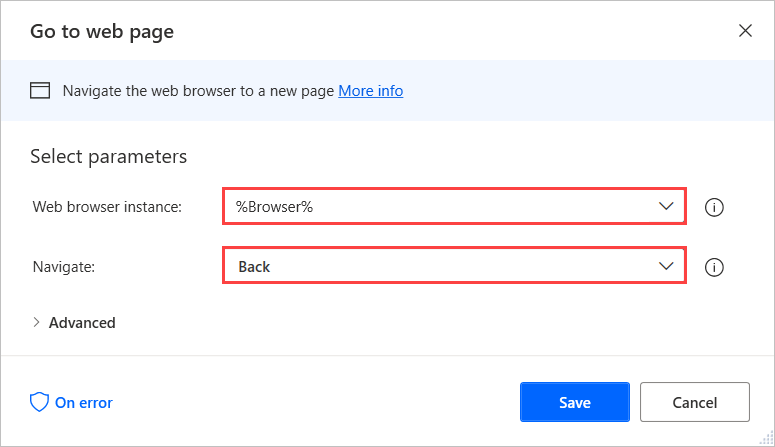 Go to web page
Navigate the web browser to a new page More info
Select parameters
Web browser instance: %Browser%
Navigate: Back
Advanced
On error Save Cancel